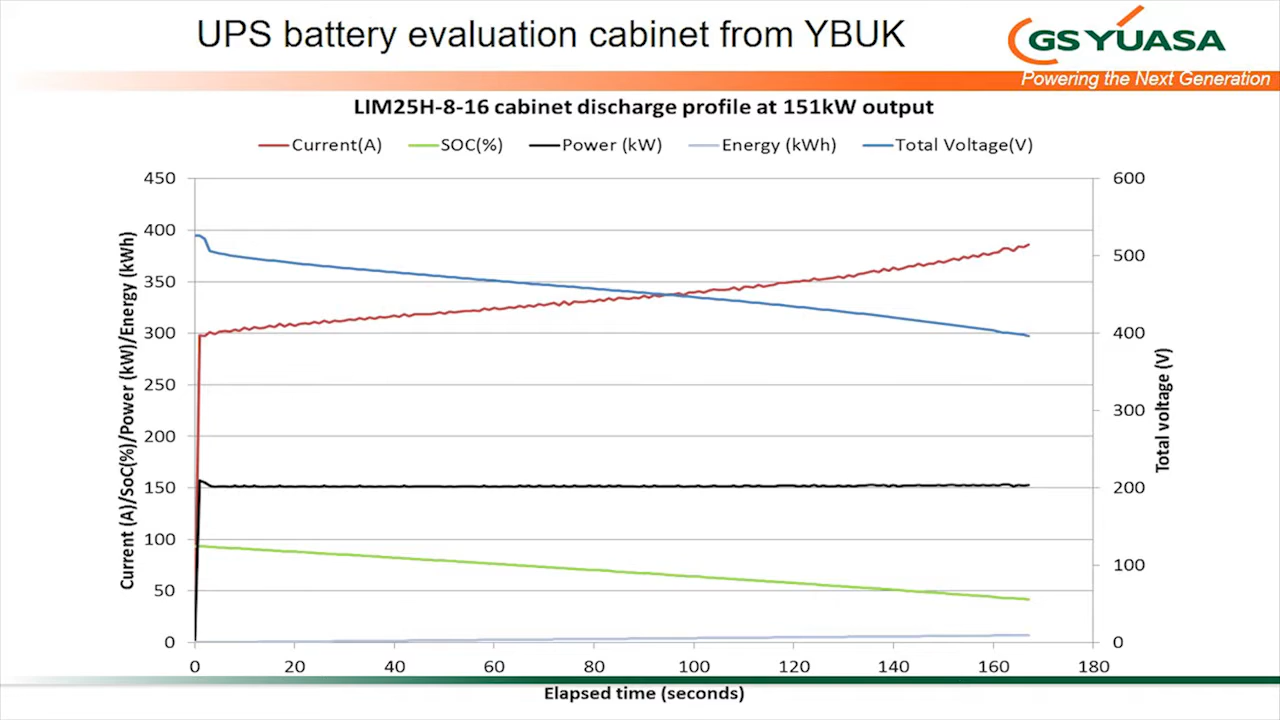 UPS battery evaluation cabinet from YBUK
GS YUASA
Powering the Next Generation
LIM25H-8-16 cabinet discharge profile at 151kW output
Current(A) SOC(%) Power (kW) Energy (kWh) Total Voltage(V)
450 600
400 500
350
300 400
250 300
200
150 200
100 100
50
0 0
Current (A)/SoC(%)/Power (kW)/Energy (kWh)
Total voltage (V)
0 20 40 60 80 100 120 140 160 180
Elapsed time (seconds)